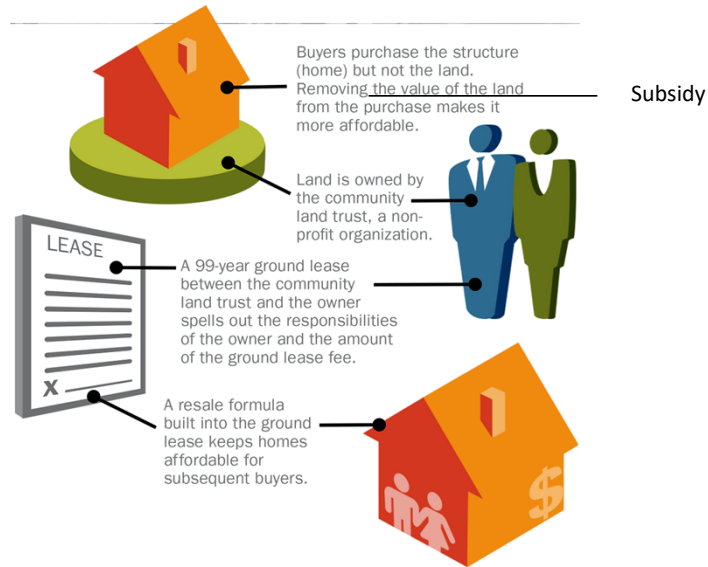 Buyers purchase the structure
(home) but not the land.
Removing the value of the land
from the purchase makes it
more affordable.
Subsidy
Land is owned by
the community
land trust, a non-
profit organization.
LEASE
A 99-year ground lease
between the community
land trust and the owner
spells out the responsibilities
of the owner and the amount
of the ground lease fee.
X
A resale formula
built into the ground
lease keeps homes
affordable for
subsequent buyers.
$